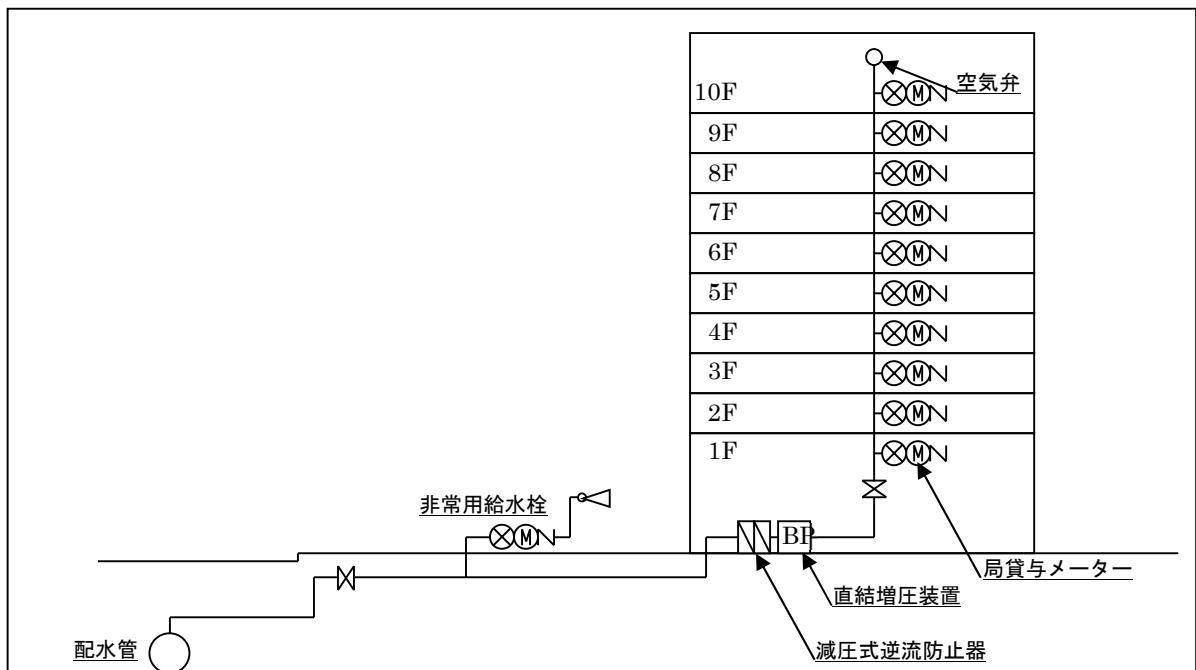 空気弁
10F Ⓜ
9F Ⓜ
8F Ⓜ
7F Ⓜ
6F Ⓜ
5F Ⓜ
4F Ⓜ
3F Ⓜ
2F Ⓜ
1F Ⓜ
非常用給水栓
Ⓜ
BP
局貸与メーター
直結増圧装置
配水管
減圧式逆流防止器